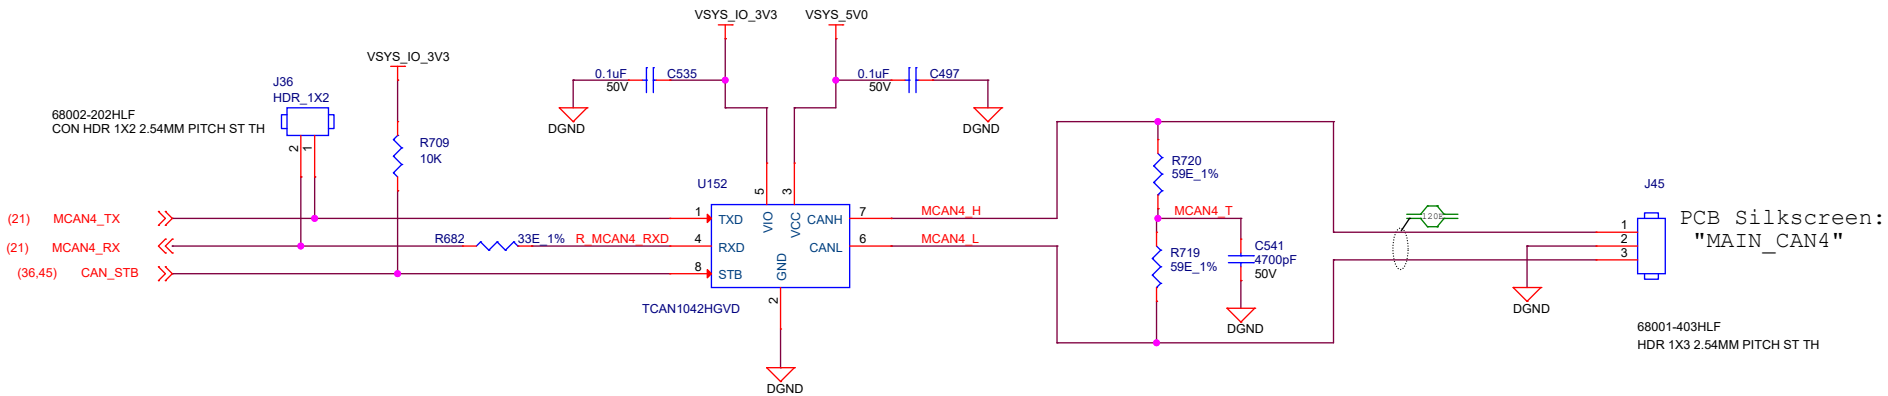 VSYS_IO_3V3
VSYS_5V0
VSYS_IO_3V3
J36
HDR_1X2
68002-202HLF
CON HDR 1X2 2.54MM PITCH ST TH
2
1
R709
10K
0.1uF
50V
C535
DGND
0.1uF
50V
C497
DGND
U152
5
3
(21) MCAN4_TX
1
TXD
VIO
VCC
CANH
7
MCAN4_H
(21) MCAN4_RX
R682
33E_1%
R_MCAN4_RXD
4
RXD
CANL
6
MCAN4_L
(36,45) CAN_STB
8
STB
GND
2
TCAN1042HGVD
DGND
R720
59E_1%
MCAN4_T
R719
59E_1%
C541
4700pF
50V
DGND
120E
J45
1
2
3
PCB Silkscreen:
"MAIN_CAN4"
DGND
68001-403HLF
HDR 1X3 2.54MM PITCH ST TH